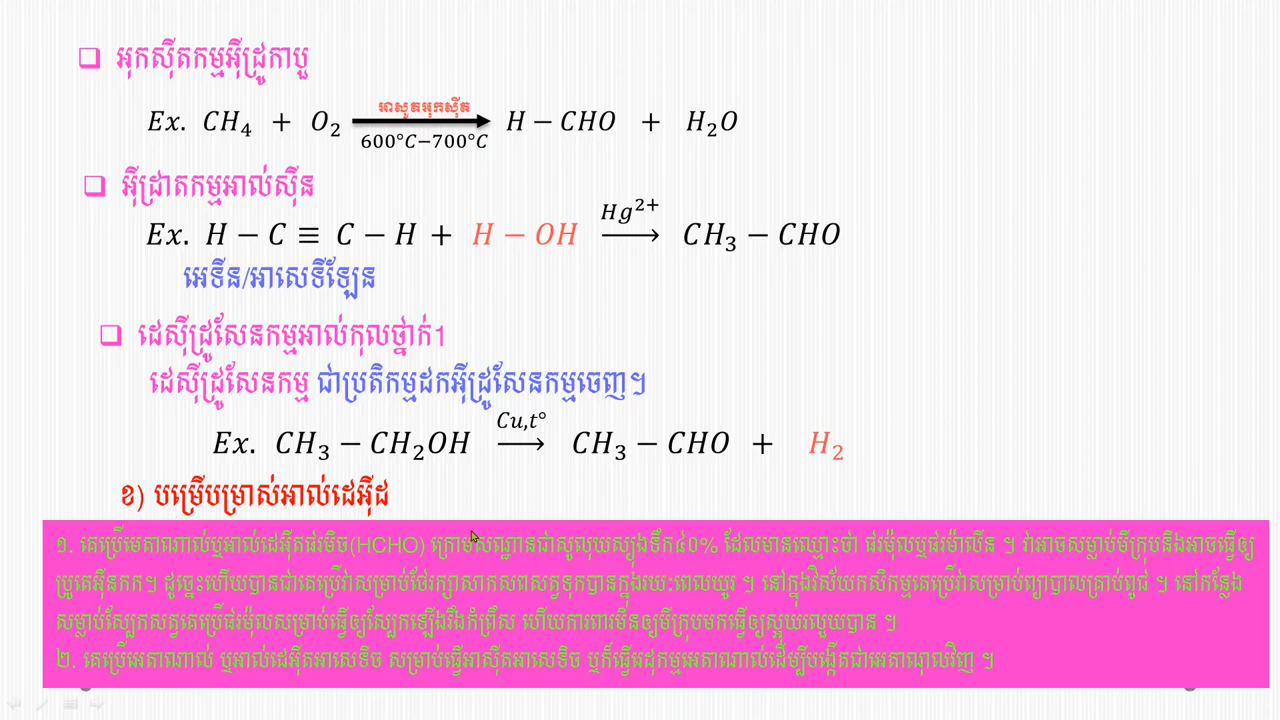 ❑ អុកស៊ីតកម្មអ៊ីដ្រូកាបួ
អាសូតអុកស៊ីត
Ex. CH₄ + O₂ ⟶ H − CHO + H₂O
600°C−700°C
❑ អ៊ីដ្រាតកម្មអាល់ស៊ីន
Hg²⁺
Ex. H − C ≡ C − H + H − OH ⟶ CH₃ − CHO
អេទីន/អាសេទីឡែន
❑ ដេស៊ីដ្រូសែនកម្មអាល់កុលថ្នាក់1
ដេស៊ីដ្រូសែនកម្ម ជាប្រតិកម្មដកអ៊ីដ្រូសែនកម្មចេញ។
Cu,t°
Ex. CH₃ − CH₂OH ⟶ CH₃ − CHO + H₂
ខ) បម្រើបម្រាស់អាល់ដេអ៊ីដ
១. គេប្រើមេតាណាល់ឬអាល់ដេអ៊ីតផរមិច(HCHO) ក្រោមសណ្ឋានជាសូលុយស្យុងទឹក៤០% ដែលមានឈ្មោះថា ផរម៉ុលឬផរម៉ាលីន ។ វាអាចសម្លាប់មីក្រុបនិងអាចធ្វើឲ្យ
ប្រូតេអ៊ីនកក។ ដូច្នេះហើយបានជាគេប្រើវាសម្រាប់ថែរក្សាសាកសពសត្វទុកបានក្នុងរយៈពេលយូរ ។ នៅក្នុងវិស័យកសិកម្មគេប្រើវាសម្រាប់ព្យាបាលគ្រាប់ពូជ ។ នៅកន្លែង
សម្លាប់ស្បែកសត្វគេប្រើផរម៉ុលសម្រាប់ធ្វើឲ្យស្បែកឡើងរឹងកំព្រឹស ហើយការពារមិនឲ្យមីក្រុបមកធ្វើឲ្យស្អុយរលួយបាន ។
២. គេប្រើអេតាណាល់ ឬអាល់ដេអ៊ីតអាសេទិច សម្រាប់ធ្វើអាស៊ីតអាសេទិច ឬក៏ធ្វើរេដុកម្មអេតាណាល់ដើម្បីបង្កើតជាអេតាណុលវិញ ។